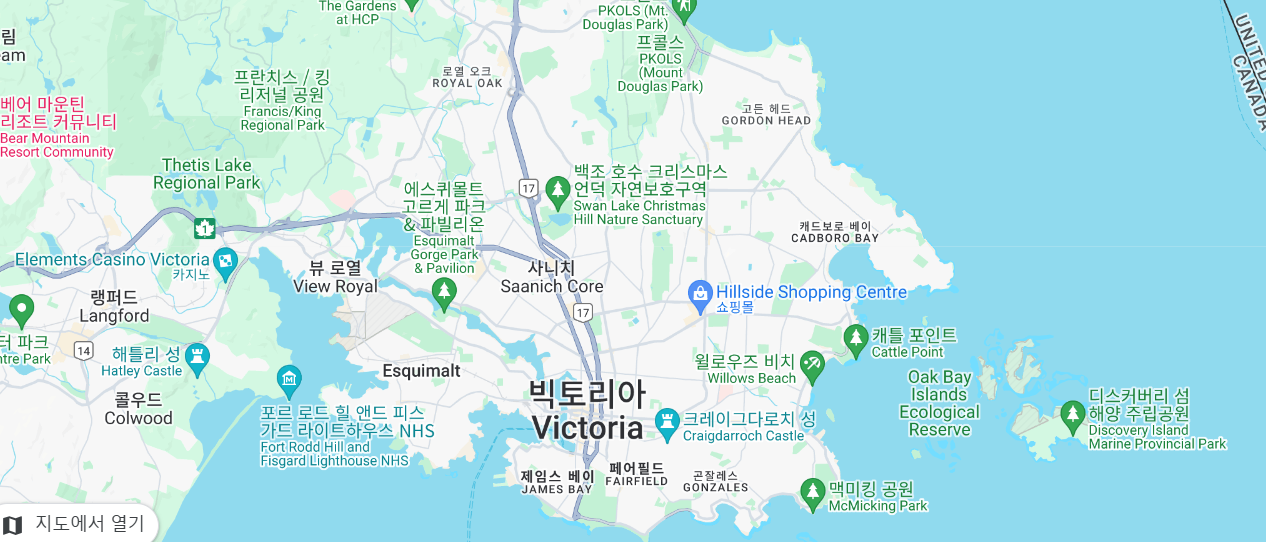 The Gardens
at HCP
PKOLS (Mt.
Douglas Park)
프콜스
PKOLS
(Mount
Douglas Park)
림
eam
프란치스 / 킹
리저널 공원
Francis/King
Regional Park
로열 오크
ROYAL OAK
고든 헤드
GORDON HEAD
UNITED
CANADA
베어 마운틴
리조트 커뮤니티
Bear Mountain
Resort Community
Thetis Lake
Regional Park
에스퀴몰트
고르게 파크
& 파빌리온
Esquimalt
Gorge Park
& Pavilion
17
백조 호수 크리스마스
언덕 자연보호구역
Swan Lake Christmas
Hill Nature Sanctuary
1
캐드보로 베이
CADBORO BAY
Elements Casino Victoria
카지노
뷰 로열
View Royal
사니치
Saanich Core
랭퍼드
Langford
Hillside Shopping Centre
쇼핑몰
17
터 파크
ntre Park
14
해틀리 성
Hatley Castle
Esquimalt
캐틀 포인트
Cattle Point
윌로우즈 비치
Willows Beach
콜우드
Colwood
포르 로드 힐 앤드 피스
카드 라이트하우스 NHS
Fort Rodd Hill and
Fisgard Lighthouse NHS
빅토리아
Victoria
크레이그다로치 성
Craigdarroch Castle
Oak Bay
Islands
Ecological
Reserve
디스커버리 섬
해양 주립공원
Discovery Island
Marine Provincial Park
제임스 베이
JAMES BAY
페어필드
FAIRFIELD
곤잘레스
GONZALES
맥미킹 공원
McMicking Park
지도에서 열기